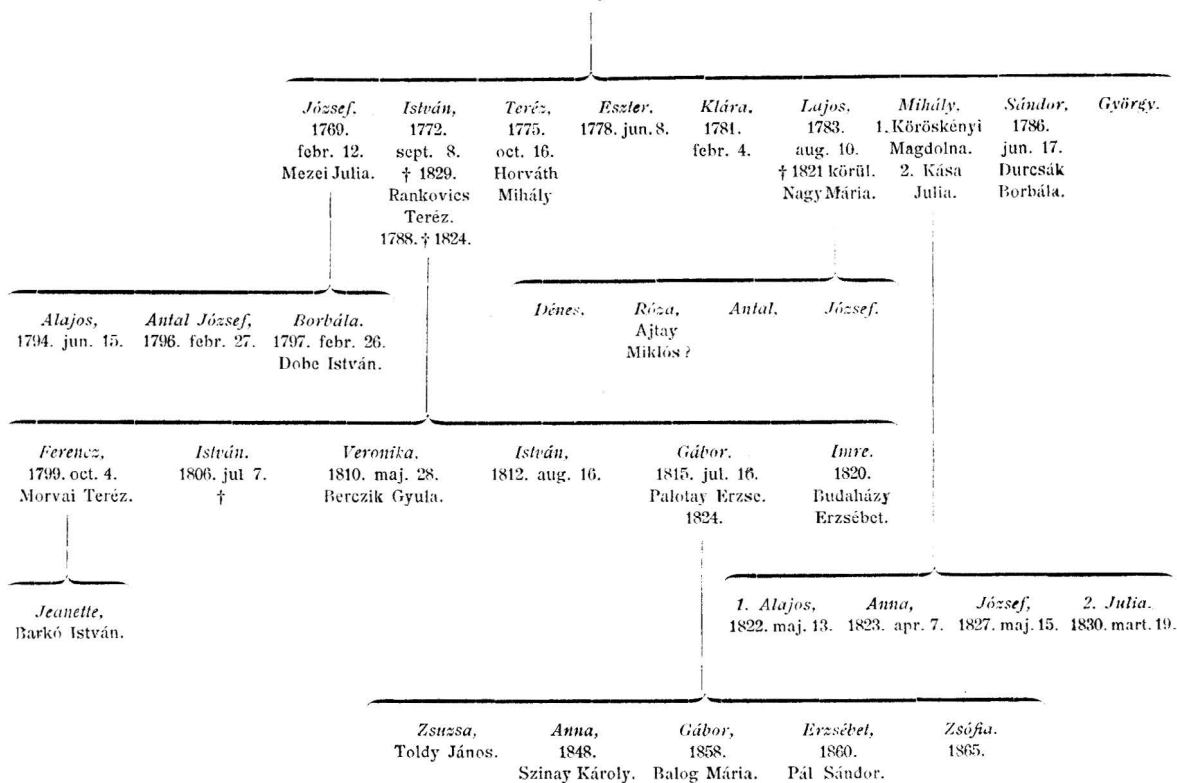 József.
1769.
febr. 12.
Mezei Julia.
István,
1772.
sept. 8.
† 1829.
Rankovics
Teréz.
1788. † 1824.
Teréz,
1775.
oct. 16.
Horváth
Mihály
Eszter.
1778. jun. 8.
Klára.
1781.
febr. 4.
Lajos,
1783.
aug. 10.
† 1821 körül.
Nagy Mária.
Mihály,
1. Köröskényi
Magdolna.
2. Kása
Julia.
Sándor,
1786.
jun. 17.
Durcsák
Borbála.
György.
Alajos,
1794. jun. 15.
Antal József,
1796. febr. 27.
Borbála.
1797. febr. 26.
Dobe István.
Dénes.
Róza,
Ajtay
Miklós ?
Antal,
József.
Ferencz,
1799. oct. 4.
Morvai Teréz.
István.
1806. jul 7.
†
Veronika,
1810. maj. 28.
Berczik Gyula.
István,
1812. aug. 16.
Gábor.
1815. jul. 16.
Palotay Erzse.
1824.
Imre.
1820.
Budaházy
Erzsébet.
Jeanette,
Barkó István.
1. Alajos,
1822. maj. 13.
Anna,
1823. apr. 7.
József,
1827. maj. 15.
2. Julia.
1830. mart. 19.
Zsuzsa,
Toldy János.
Anna,
1848.
Szinay Károly.
Gábor,
1858.
Balog Mária.
Erzsébet,
1860.
Pál Sándor.
Zsófia.
1865.